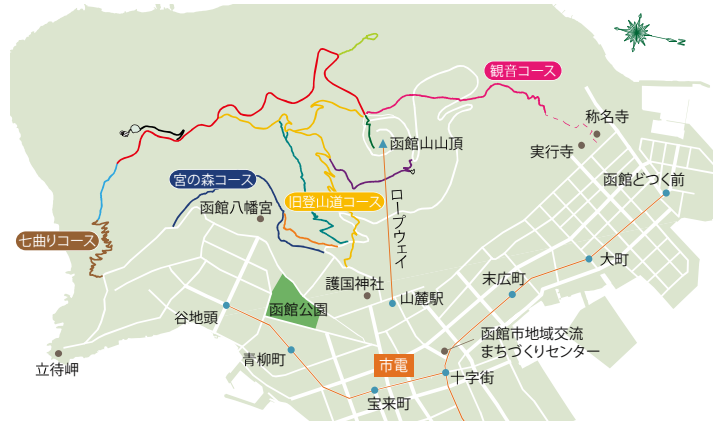 N
観音コース
称名寺
函館山山頂
実行寺
宮の森コース
函館どつく前
函館八幡宮
旧登山道コース
ロープウェイ
七曲りコース
大町
末広町
護国神社
山麓駅
谷地頭
函館公園
函館市地域交流
まちづくりセンター
青柳町
市電
立待岬
十字街
宝来町